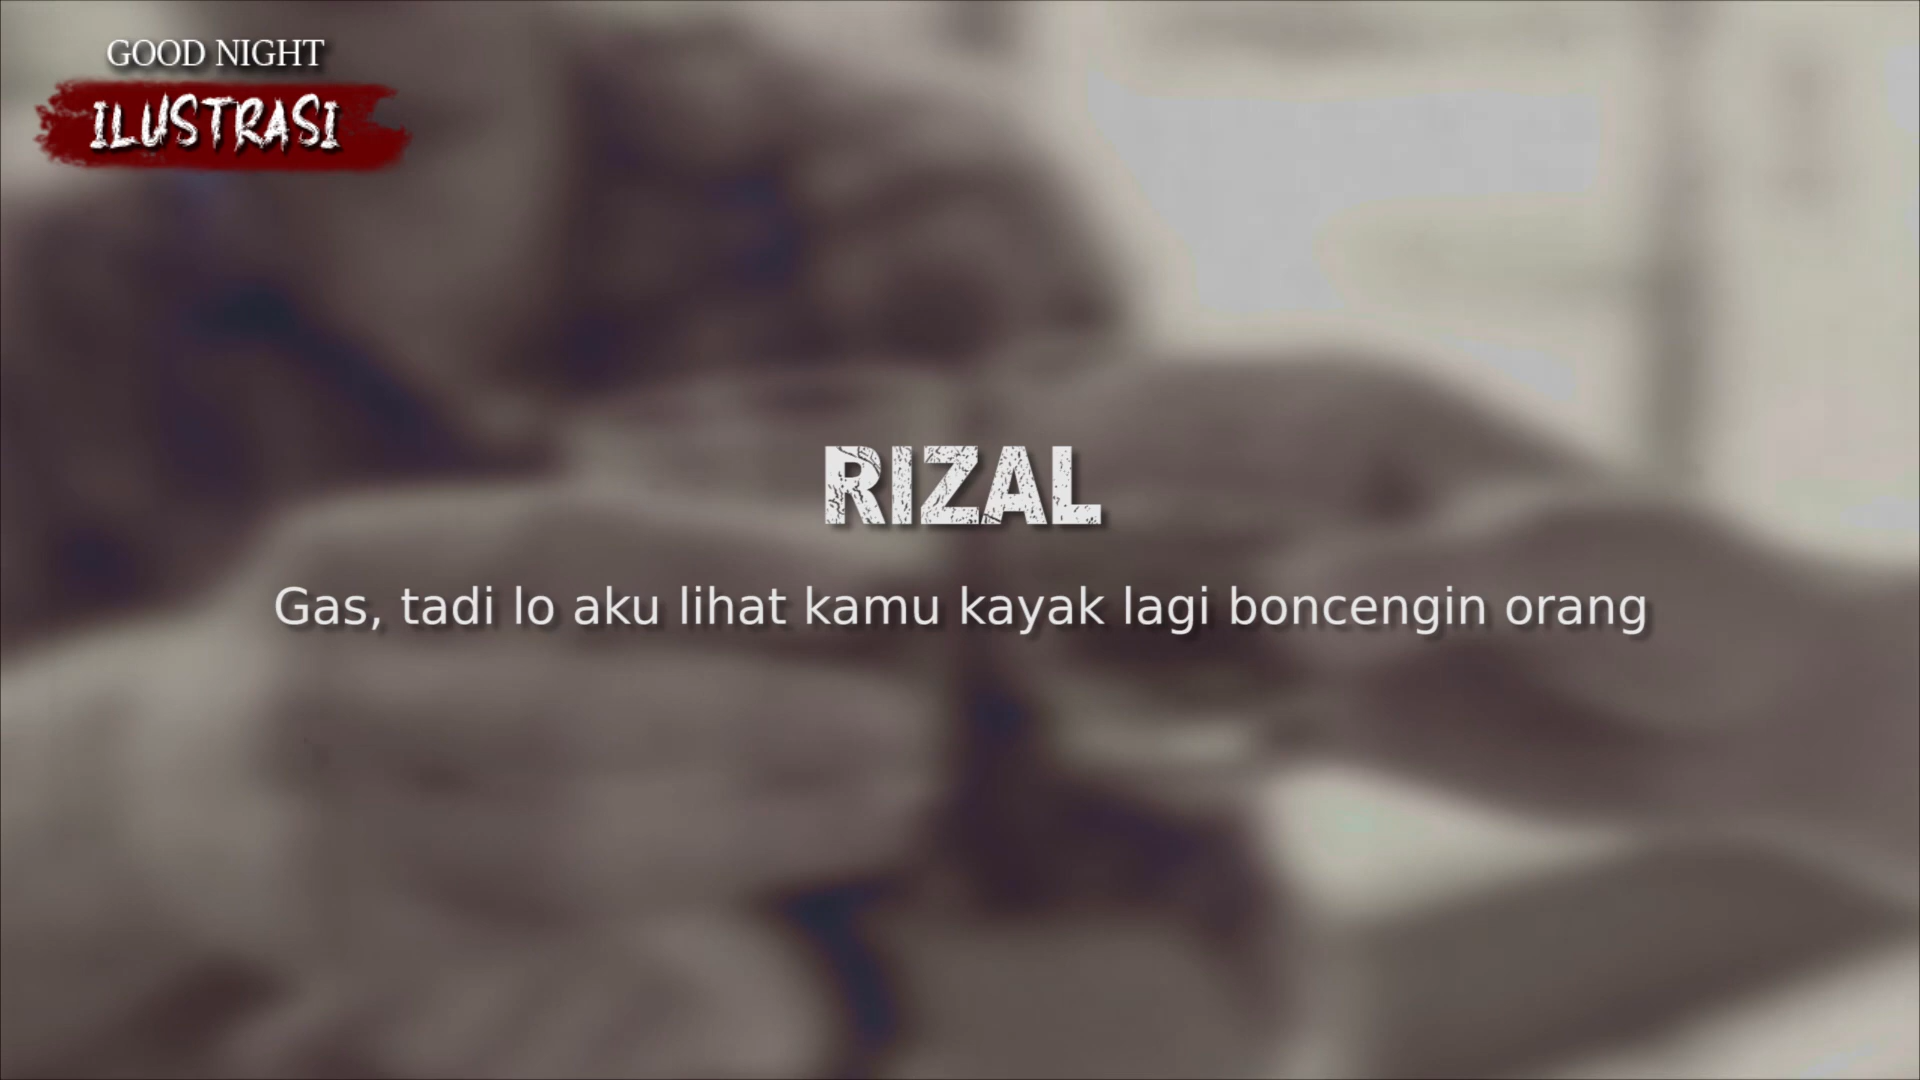 GOOD NIGHT
ILUSTRASI
RIZAL
Gas, tadi lo aku lihat kamu kayak lagi boncengin orang